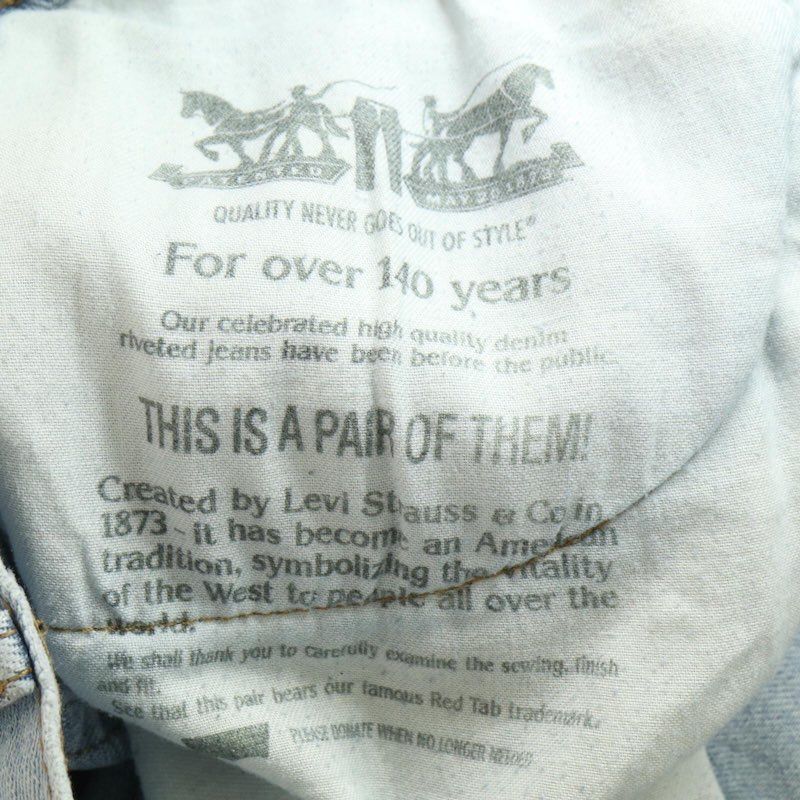 QUALITY NEVER GOES OUT OF STYLE®
For over 140 years
Our celebrated high quality denim
riveted jeans have been before the public.
THIS IS A PAIR OF THEM!
Created by Levi Strauss & Co in
1873 - it has become an American
tradition, symbolizing the vitality
of the West to people all over the
world.
We shall thank you to carefully examine the sewing, finish
and fit.
See that this pair bears our famous Red Tab trademark.
PLEASE DONATE WHEN NO LONGER NEEDED